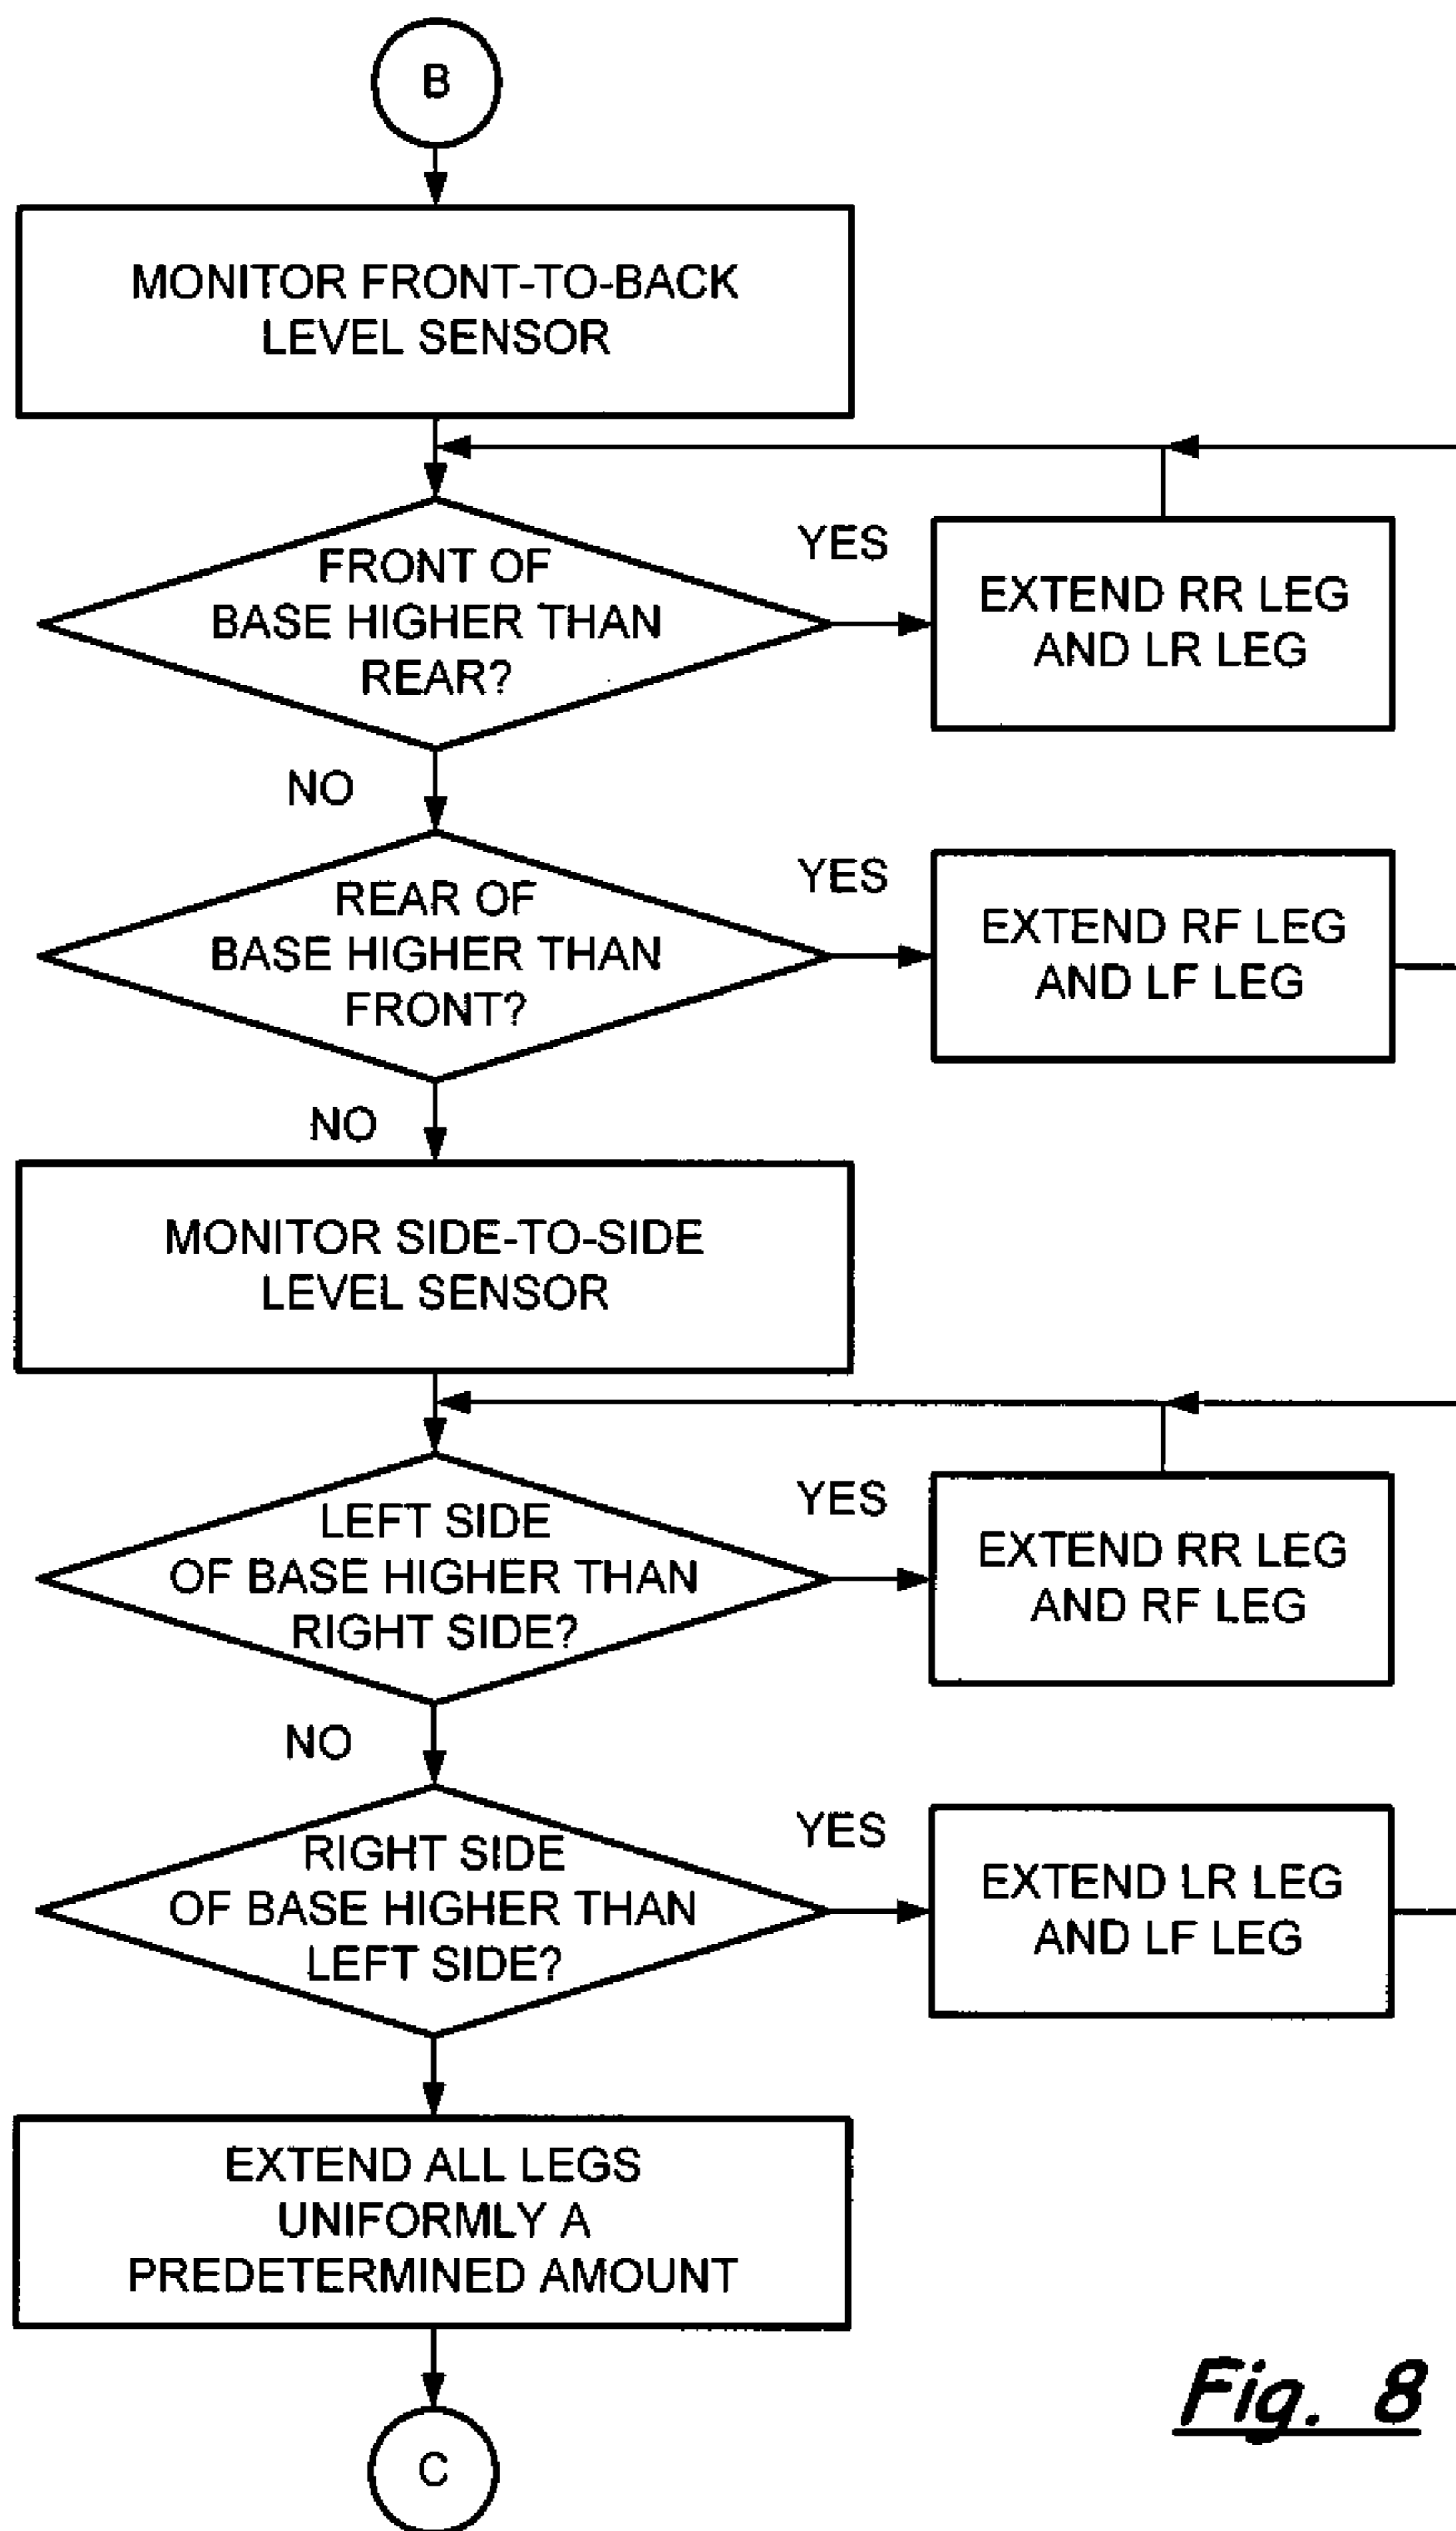 B
MONITOR FRONT-TO-BACK
LEVEL SENSOR
FRONT OF
BASE HIGHER THAN
REAR?
YES
EXTEND RR LEG
AND LR LEG
NO
REAR OF
BASE HIGHER THAN
FRONT?
YES
EXTEND RF LEG
AND LF LEG
NO
MONITOR SIDE-TO-SIDE
LEVEL SENSOR
LEFT SIDE
OF BASE HIGHER THAN
RIGHT SIDE?
YES
EXTEND RR LEG
AND RF LEG
NO
RIGHT SIDE
OF BASE HIGHER THAN
LEFT SIDE?
YES
EXTEND LR LEG
AND LF LEG
EXTEND ALL LEGS
UNIFORMLY A
PREDETERMINED AMOUNT
C
Fig. 8